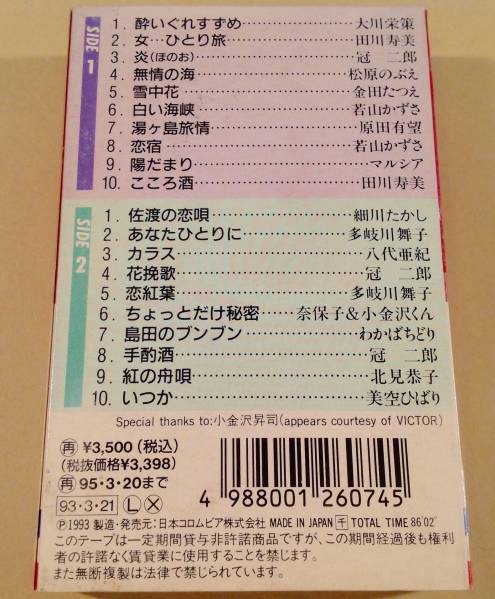 SIDE 1
1. 酔いぐれすずめ………………大川栄策
2. 女…ひとり旅………………田川寿美
3. 炎(ほのお)………………冠 二郎
4. 無情の海………………松原のぶえ
5. 雪中花………………金田たつえ
6. 白い海峡………………若山かずさ
7. 湯ヶ島旅情………………原田有望
8. 恋宿………………若山かずさ
9. 陽だまり………………マルシア
10. こころ酒………………田川寿美
SIDE 2
1. 佐渡の恋唄………………細川たかし
2. あなたひとりに………………多岐川舞子
3. カラス………………八代亜紀
4. 花挽歌………………冠 二郎
5. 恋紅葉………………多岐川舞子
6. ちょっとだけ秘密………奈保子&小金沢くん
7. 島田のブンブン………………わかばちどり
8. 手酌酒………………冠 二郎
9. 紅の舟唄………………北見恭子
10. いつか………………美空ひばり
Special thanks to:小金沢昇司(appears courtesy of VICTOR)
再 ¥3,500(税込)
(税抜価格¥3,398)
再 95・3・20まで
93・3・21 L X
4 988001 260745
Ⓟ1993 製造・発売元:日本コロムビア株式会社 MADE IN JAPAN 千 TOTAL TIME 86'02"
このテープは一定期間貸与非許諾商品ですが、この期間経過後も権利
者の許諾なく賃貸業に使用することを禁じます。
また無断複製は法律で禁じられています。